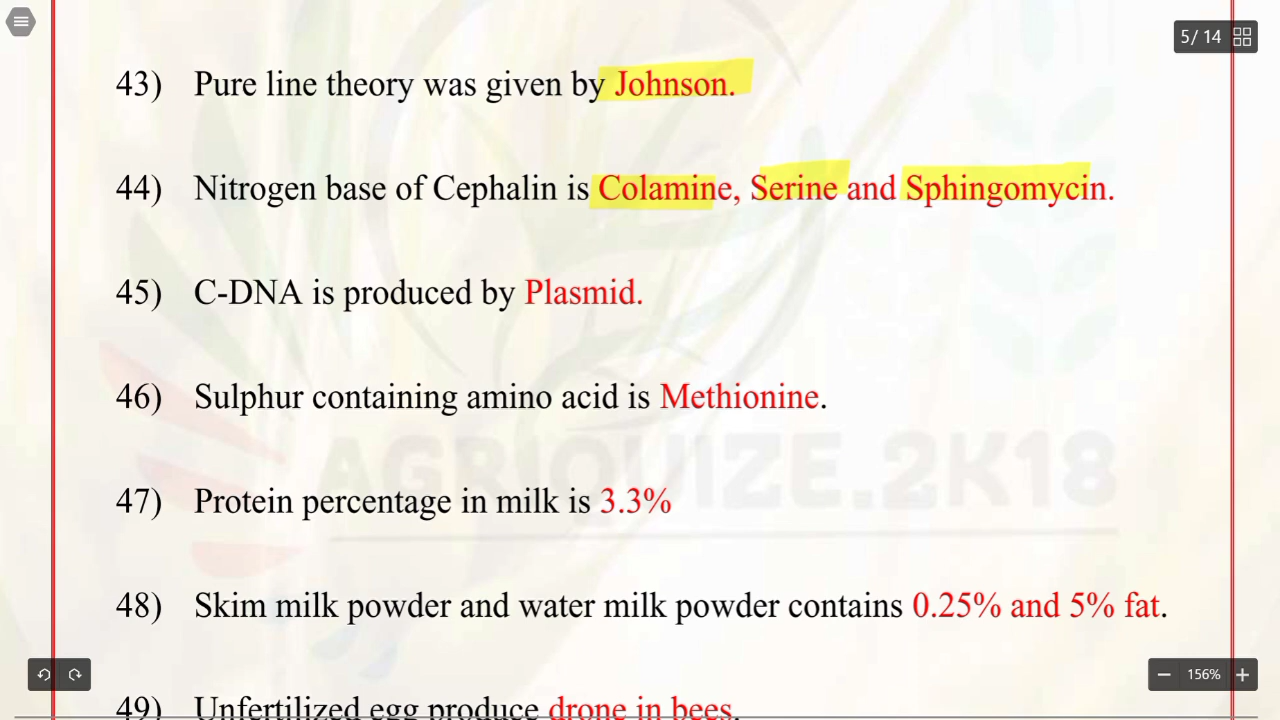 5/ 14
43) Pure line theory was given by Johnson.
44) Nitrogen base of Cephalin is Colamine, Serine and Sphingomycin.
45) C-DNA is produced by Plasmid.
46) Sulphur containing amino acid is Methionine.
AGRIQUIZE.2K18
47) Protein percentage in milk is 3.3%
48) Skim milk powder and water milk powder contains 0.25% and 5% fat.
156%
49) Unfertilized egg produce drone in bees.